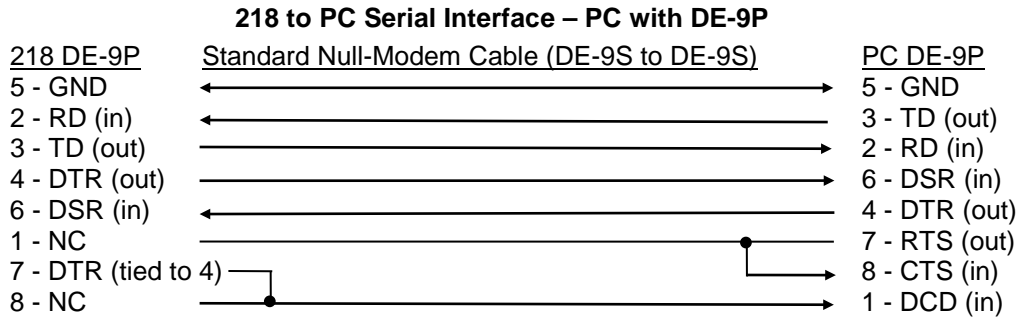 218 to PC Serial Interface – PC with DE-9P
218 DE-9P Standard Null-Modem Cable (DE-9S to DE-9S) PC DE-9P
5 - GND 5 - GND
2 - RD (in) 3 - TD (out)
3 - TD (out) 2 - RD (in)
4 - DTR (out) 6 - DSR (in)
6 - DSR (in) 4 - DTR (out)
1 - NC 7 - RTS (out)
7 - DTR (tied to 4) 8 - CTS (in)
8 - NC 1 - DCD (in)